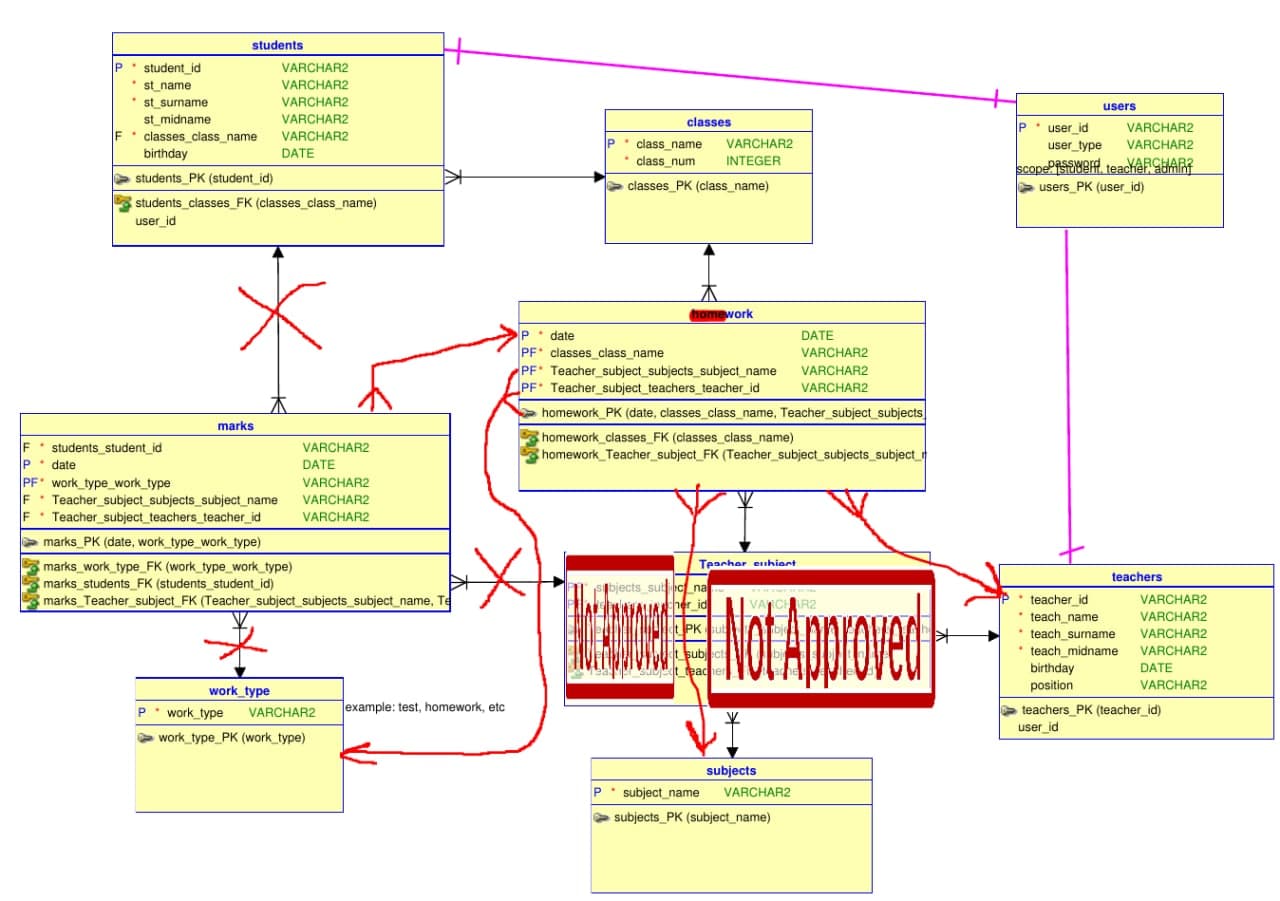 students
P * student_id VARCHAR2
* st_name VARCHAR2
* st_surname VARCHAR2
st_midname VARCHAR2
F * classes_class_name VARCHAR2
birthday DATE
students_PK (student_id)
students_classes_FK (classes_class_name)
user_id
classes
P * class_name VARCHAR2
* class_num INTEGER
classes_PK (class_name)
users
P * user_id VARCHAR2
user_type VARCHAR2
password VARCHAR2
scope: [student, teacher, admin]
users_PK (user_id)
homework
P * date DATE
PF* classes_class_name VARCHAR2
PF* Teacher_subject_subjects_subject_name VARCHAR2
PF* Teacher_subject_teachers_teacher_id VARCHAR2
homework_PK (date, classes_class_name, Teacher_subject_subjects_
homework_classes_FK (classes_class_name)
homework_Teacher_subject_FK (Teacher_subject_subjects_subject_n
marks
F * students_student_id VARCHAR2
P * date DATE
PF* work_type_work_type VARCHAR2
F * Teacher_subject_subjects_subject_name VARCHAR2
F * Teacher_subject_teachers_teacher_id VARCHAR2
marks_PK (date, work_type_work_type)
marks_work_type_FK (work_type_work_type)
marks_students_FK (students_student_id)
marks_Teacher_subject_FK (Teacher_subject_subjects_subject_name, Te
Teacher_subject
Not Approved
Not Approved
teachers
P * teacher_id VARCHAR2
* teach_name VARCHAR2
* teach_surname VARCHAR2
* teach_midname VARCHAR2
birthday DATE
position VARCHAR2
teachers_PK (teacher_id)
user_id
work_type
P * work_type VARCHAR2
work_type_PK (work_type)
example: test, homework, etc
subjects
P * subject_name VARCHAR2
subjects_PK (subject_name)